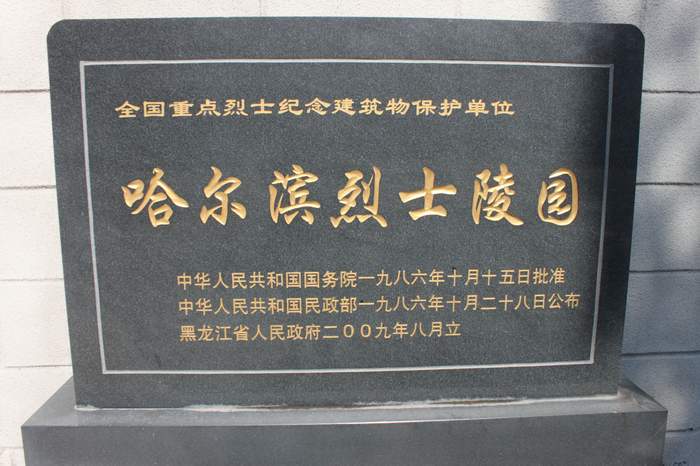 全国重点烈士纪念建筑物保护单位
哈尔滨烈士陵园
中华人民共和国国务院一九八六年十月十五日批准
中华人民共和国民政部一九八六年十月二十八日公布
黑龙江省人民政府二00九年八月立